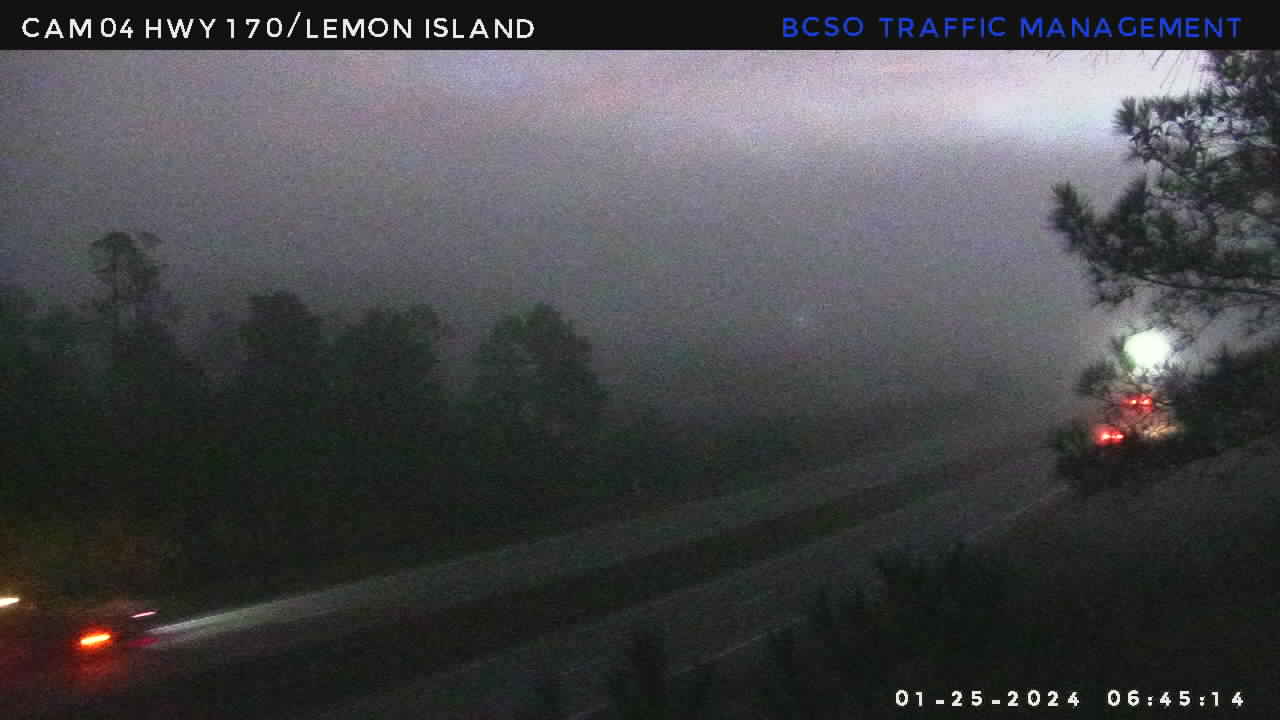 CAM04 HWY 170/LEMON ISLAND
BCSO TRAFFIC MANAGEMENT
01-25-2024 06:45:14